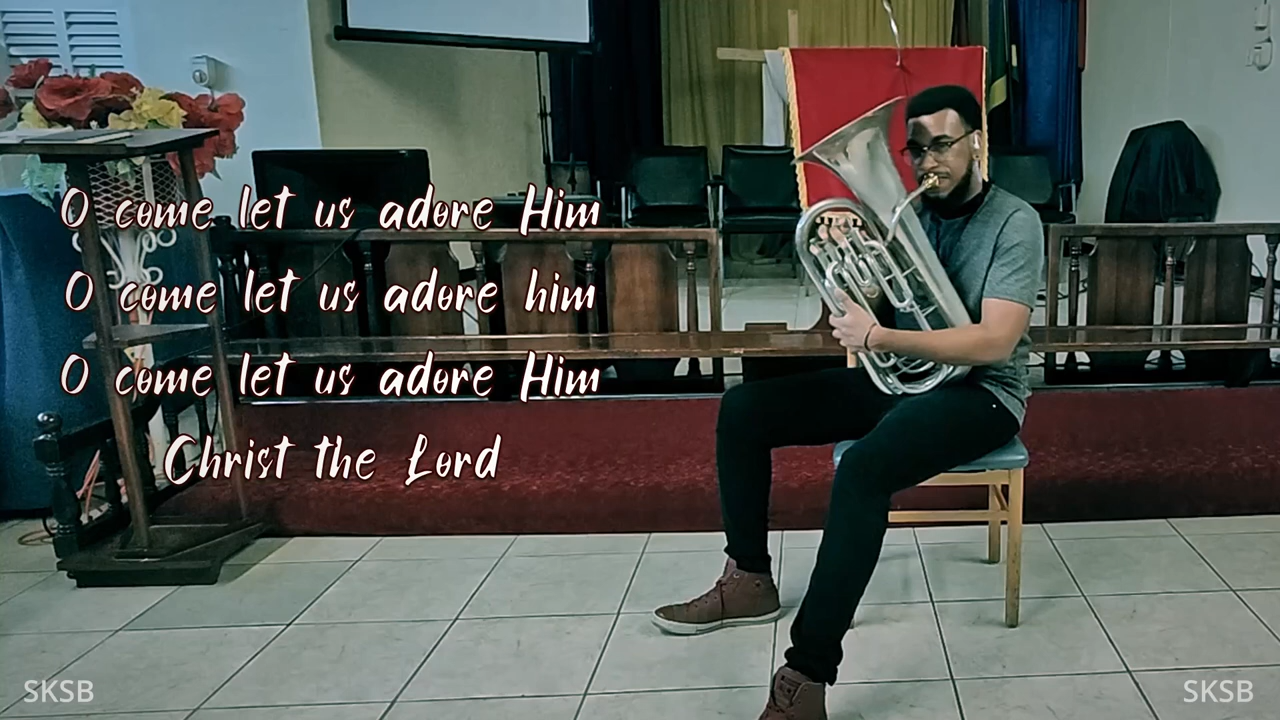 O come let us adore Him
O come let us adore him
O come let us adore Him
Christ the Lord
SKSB
SKSB